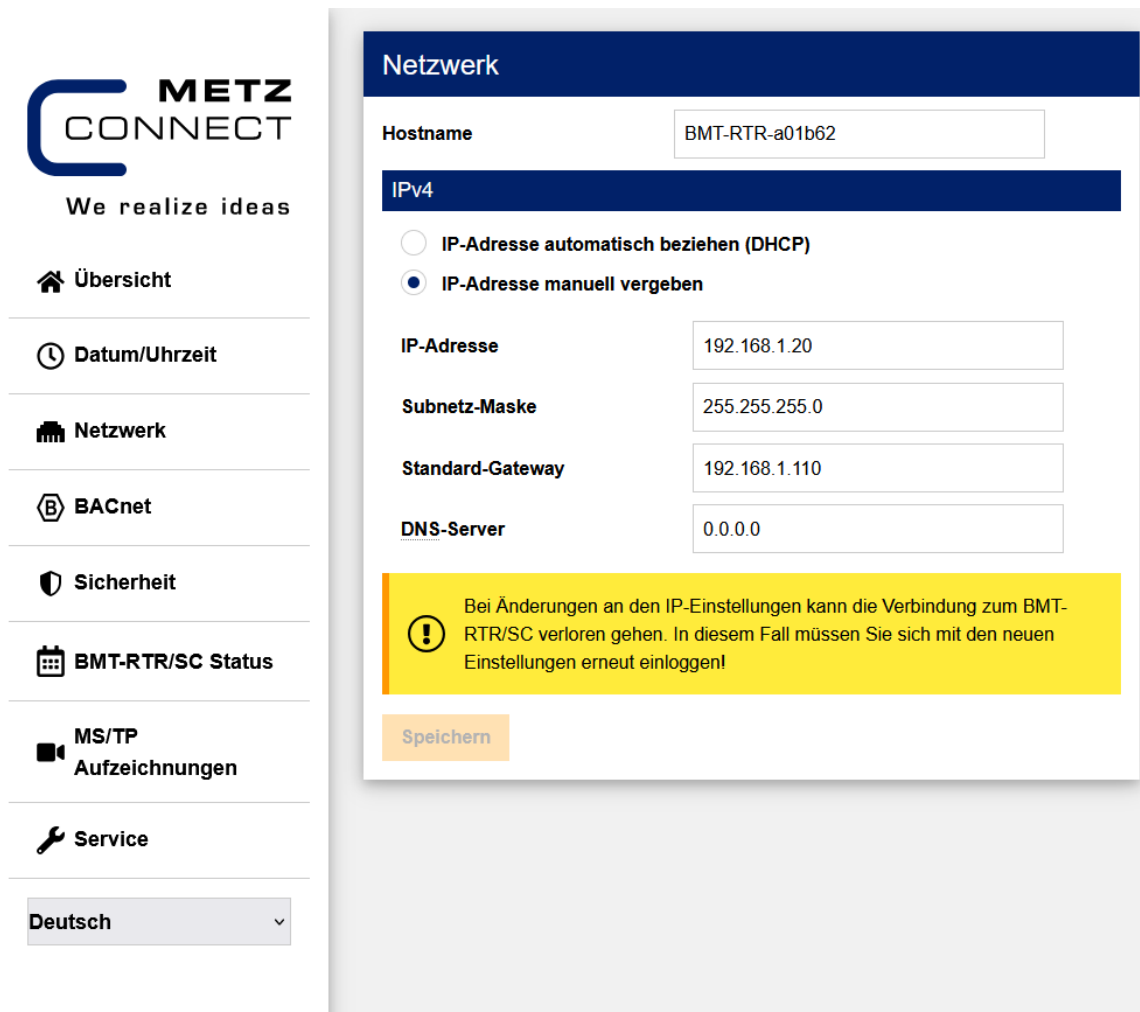 METZ
CONNECT
We realize ideas
Übersicht
Datum/Uhrzeit
Netzwerk
BACnet
Sicherheit
BMT-RTR/SC Status
MS/TP
Aufzeichnungen
Service
Deutsch
Netzwerk
Hostname BMT-RTR-a01b62
IPv4
IP-Adresse automatisch beziehen (DHCP)
IP-Adresse manuell vergeben
IP-Adresse 192.168.1.20
Subnetz-Maske 255.255.255.0
Standard-Gateway 192.168.1.110
DNS-Server 0.0.0.0
Bei Änderungen an den IP-Einstellungen kann die Verbindung zum BMT-
RTR/SC verloren gehen. In diesem Fall müssen Sie sich mit den neuen
Einstellungen erneut einloggen!
Speichern